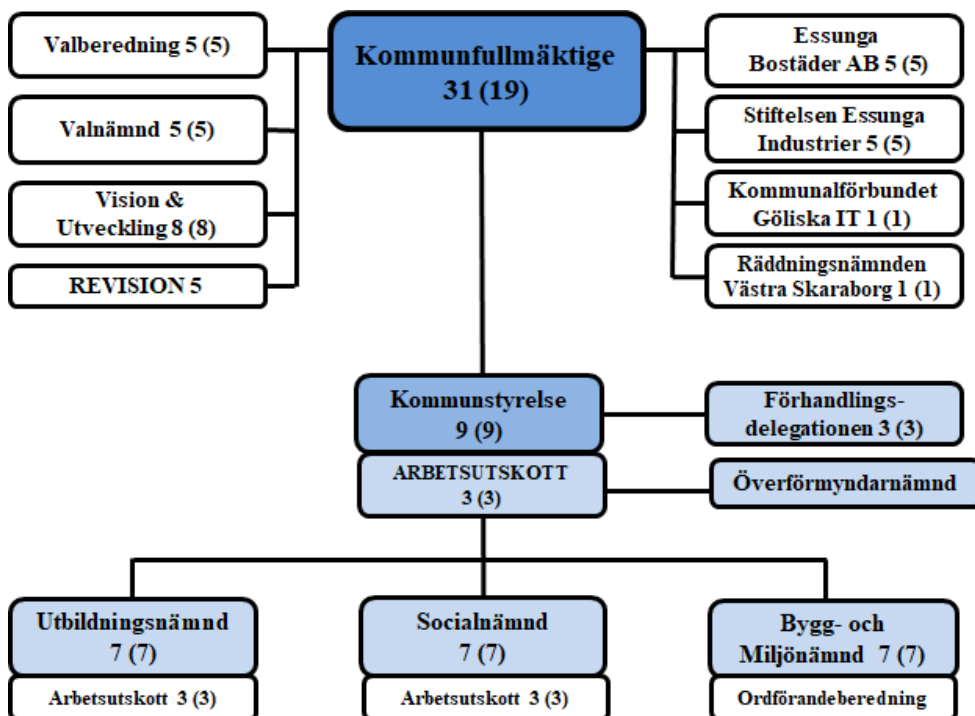 Kommunfullmäktige
31 (19)
Valberedning 5 (5)
Valnämnd 5 (5)
Vision &
Utveckling 8 (8)
REVISION 5
Essunga
Bostäder AB 5 (5)
Stiftelsen Essunga
Industrier 5 (5)
Kommunalförbundet
Göliska IT 1 (1)
Räddningsnämnden
Västra Skaraborg 1 (1)
Kommunstyrelse
9 (9)
ARBETSUTSKOTT
3 (3)
Förhandlings-
delegationen 3 (3)
Överförmyndarnämnd
Utbildningsnämnd
7 (7)
Arbetsutskott 3 (3)
Socialnämnd
7 (7)
Arbetsutskott 3 (3)
Bygg- och
Miljönämnd 7 (7)
Ordförandeberedning